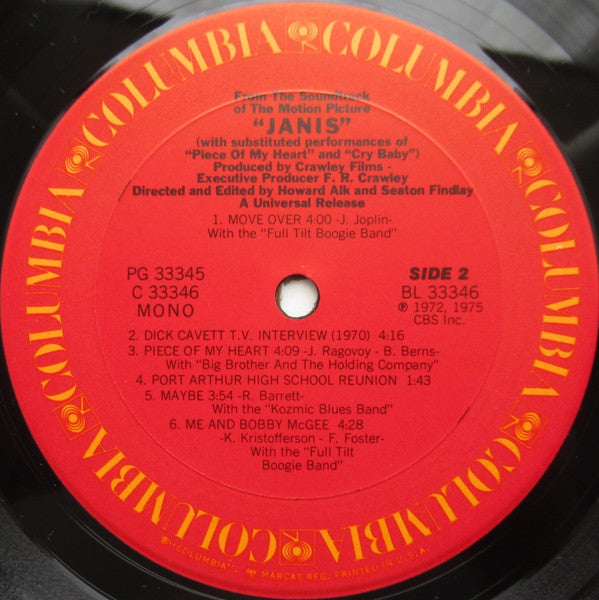 COLUMBIA COLUMBIA COLUMBIA COLUMBIA COLUMBIA COLUMBIA
From The Soundtrack
of The Motion Picture
"JANIS"
(with substituted performances of
"Piece Of My Heart" and "Cry Baby")
Produced by Crawley Films -
Executive Producer F. R. Crawley
Directed and Edited by Howard Alk and Seaton Findlay
A Universal Release
1. MOVE OVER 4:00 -J. Joplin-
With the "Full Tilt Boogie Band"
PG 33345
C 33346
MONO
SIDE 2
BL 33346
℗ 1972, 1975
CBS Inc.
2. DICK CAVETT T.V. INTERVIEW (1970) 4:16
3. PIECE OF MY HEART 4:09 -J. Ragovoy - B. Berns-
With "Big Brother And The Holding Company"
4. PORT ARTHUR HIGH SCHOOL REUNION 1:43
5. MAYBE 3:54 -R. Barrett-
With the "Kozmic Blues Band"
6. ME AND BOBBY McGEE 4:28
-K. Kristofferson - F. Foster-
With the "Full Tilt
Boogie Band"
®"COLUMBIA", MARCAS REG. PRINTED IN U.S.A.